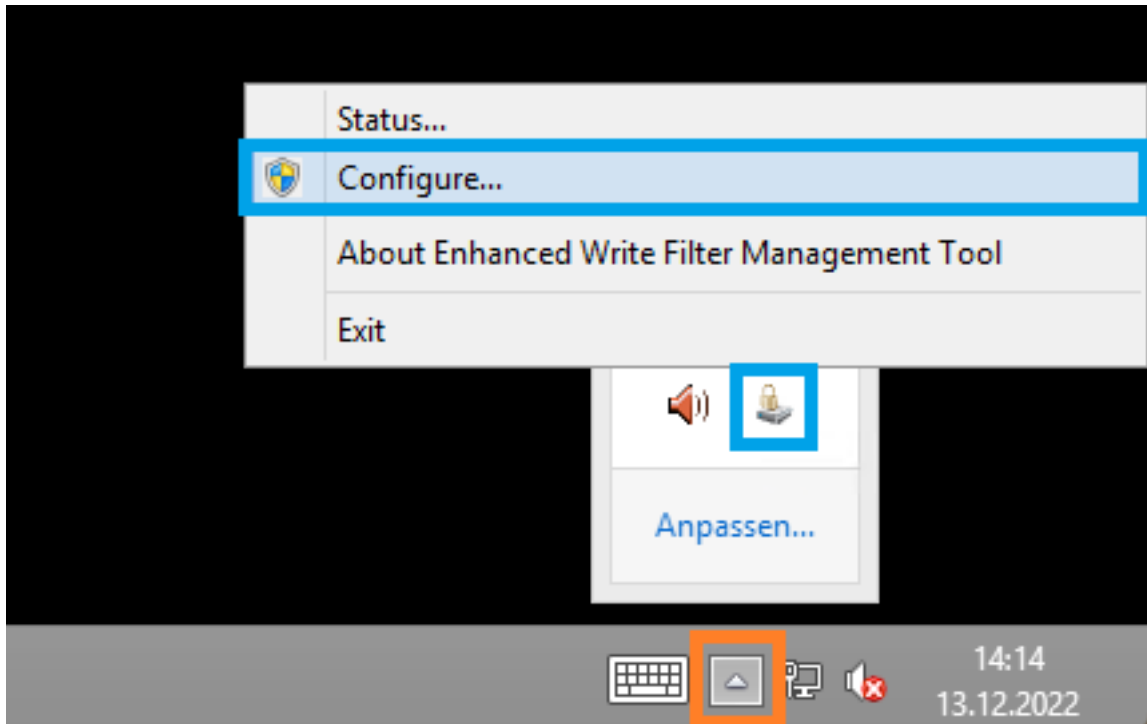 Status...
Configure...
About Enhanced Write Filter Management Tool
Exit
Anpassen...
14:14
13.12.2022